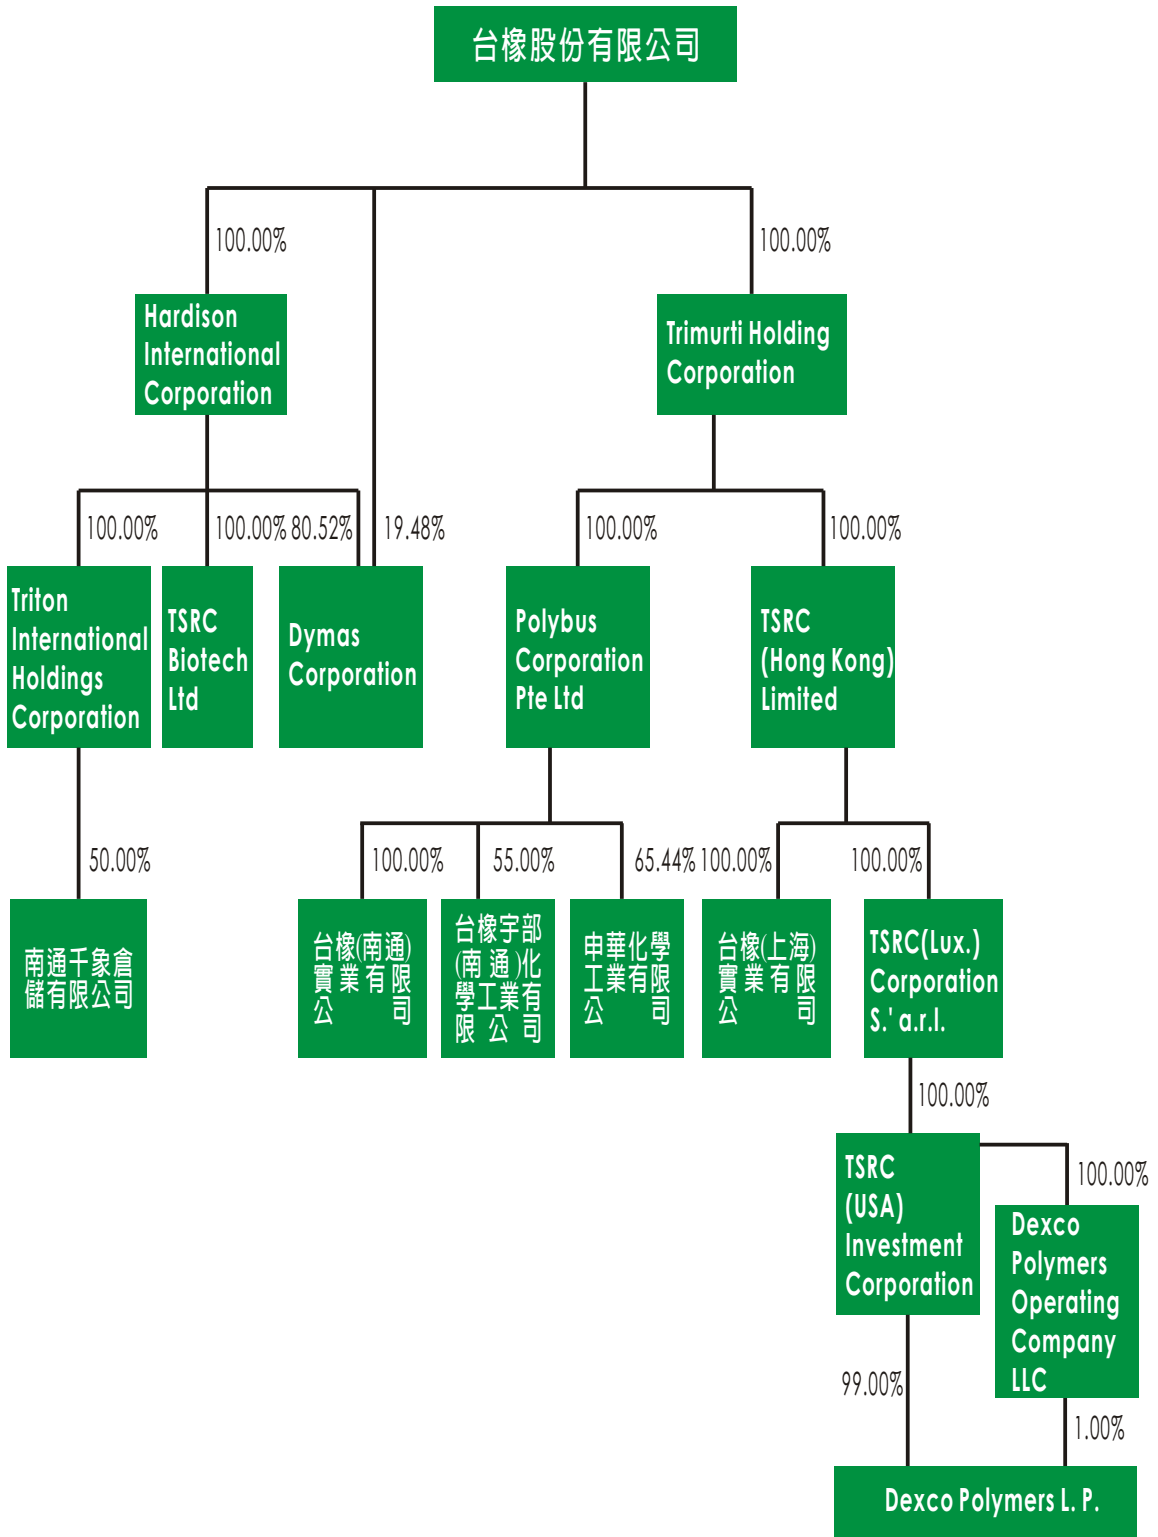 台橡股份有限公司
100.00%
100.00%
Hardison
International
Corporation
Trimurti Holding
Corporation
100.00%
100.00%
80.52%
19.48%
100.00%
100.00%
Triton
International
Holdings
Corporation
TSRC
Biotech
Ltd
Dymas
Corporation
Polybus
Corporation
Pte Ltd
TSRC
(Hong Kong)
Limited
50.00%
100.00%
55.00%
65.44%
100.00%
100.00%
南通千象倉
儲有限公司
台橡(南通)
實業有限
公司
台橡宇部
(南通)化
學工業有
限公司
申華化學
工業有限
公司
台橡(上海)
實業有限
公司
TSRC(Lux.)
Corporation
S.' a.r.l.
100.00%
TSRC
(USA)
Investment
Corporation
100.00%
Dexco
Polymers
Operating
Company
LLC
99.00%
1.00%
Dexco Polymers L. P.